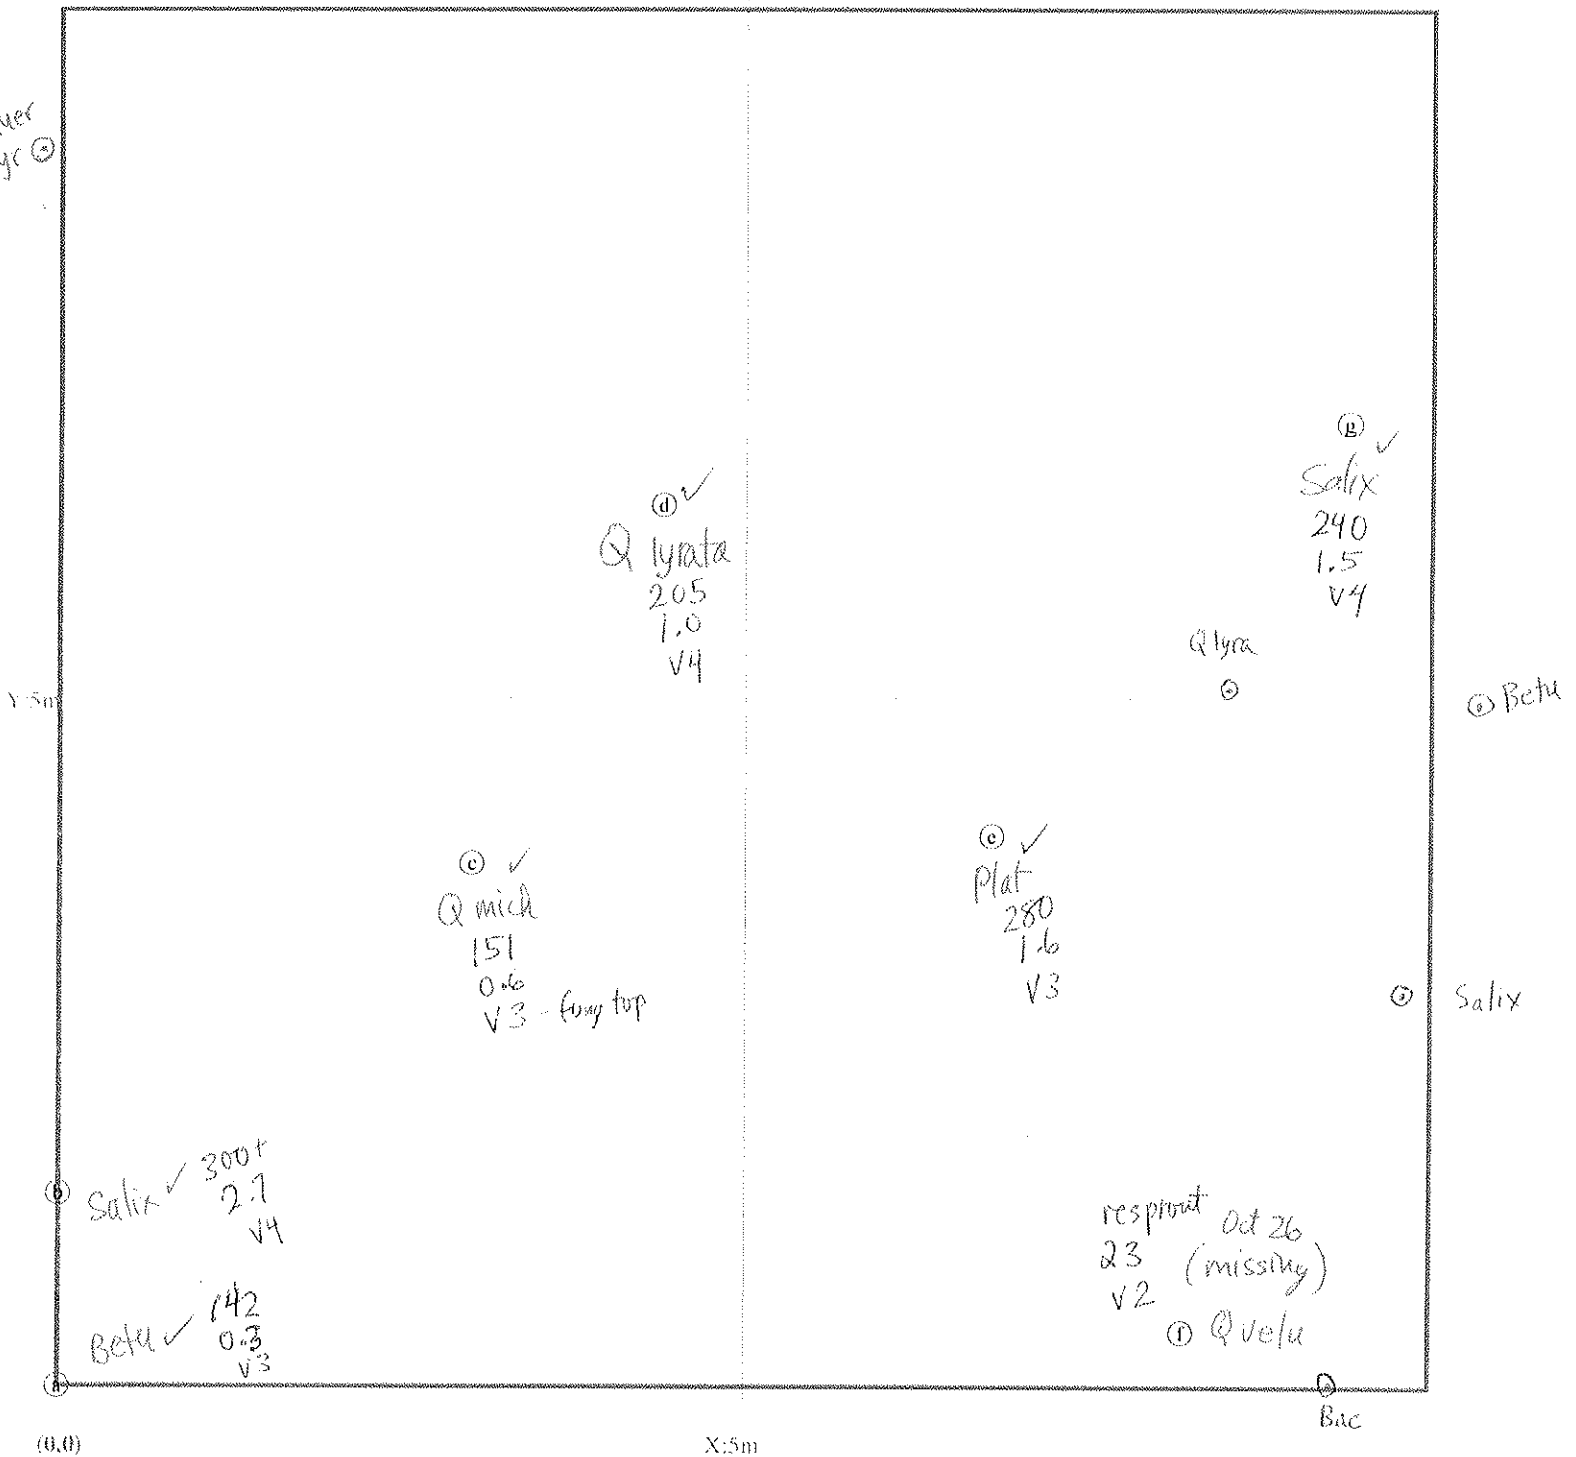 ⓖ ✓
Salix
240
1.5
V4
ⓓ ✓
Q lyrata
205
1.0
V4
Q lyra
Y:5m
Betu
ⓒ ✓
Q mich
151
0.6
V3 -
top
ⓔ ✓
Plat
280
1.6
V3
Salix
ⓑ Salix ✓
300+
2.7
V4
resprout
23
V2
Oct 26
(missing)
ⓕ Q velu
ⓐ Betu ✓
142
0.3
V3
Bac
(0,0)
X:5m